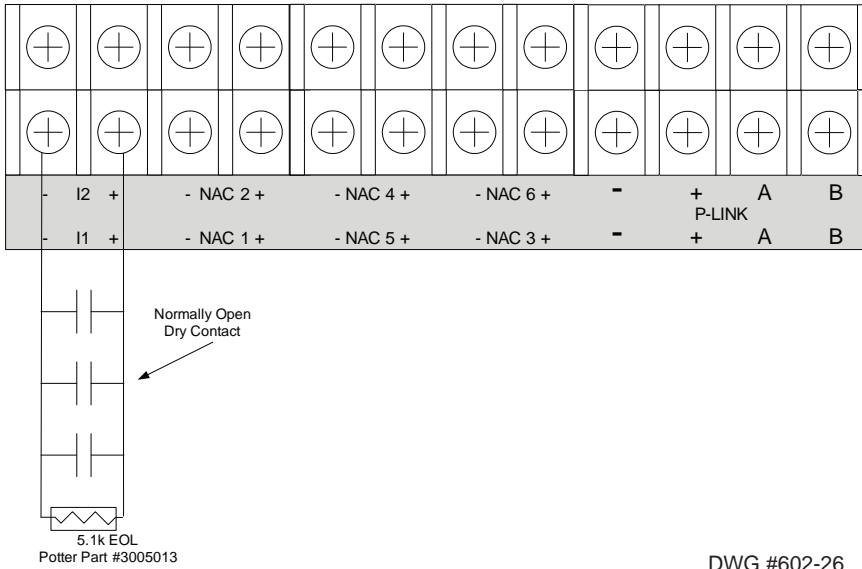 - I2 + - NAC 2 + - NAC 4 + - NAC 6 + - + A B
P-LINK
- I1 + - NAC 1 + - NAC 5 + - NAC 3 + - + A B
Normally Open
Dry Contact
5.1k EOL
Potter Part #3005013
DWG #602-26